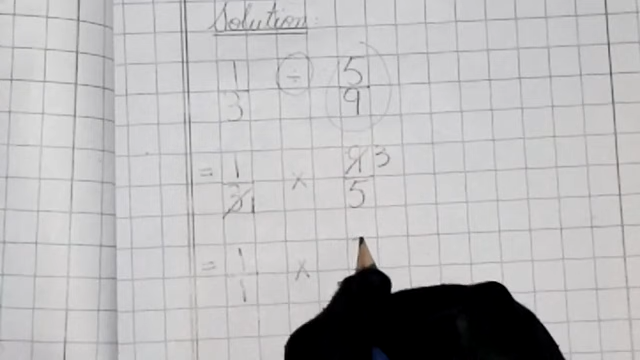 Solution:
1/3 ÷ 5/9
= 1/3 1 × 9/5 3
= 1/1 ×